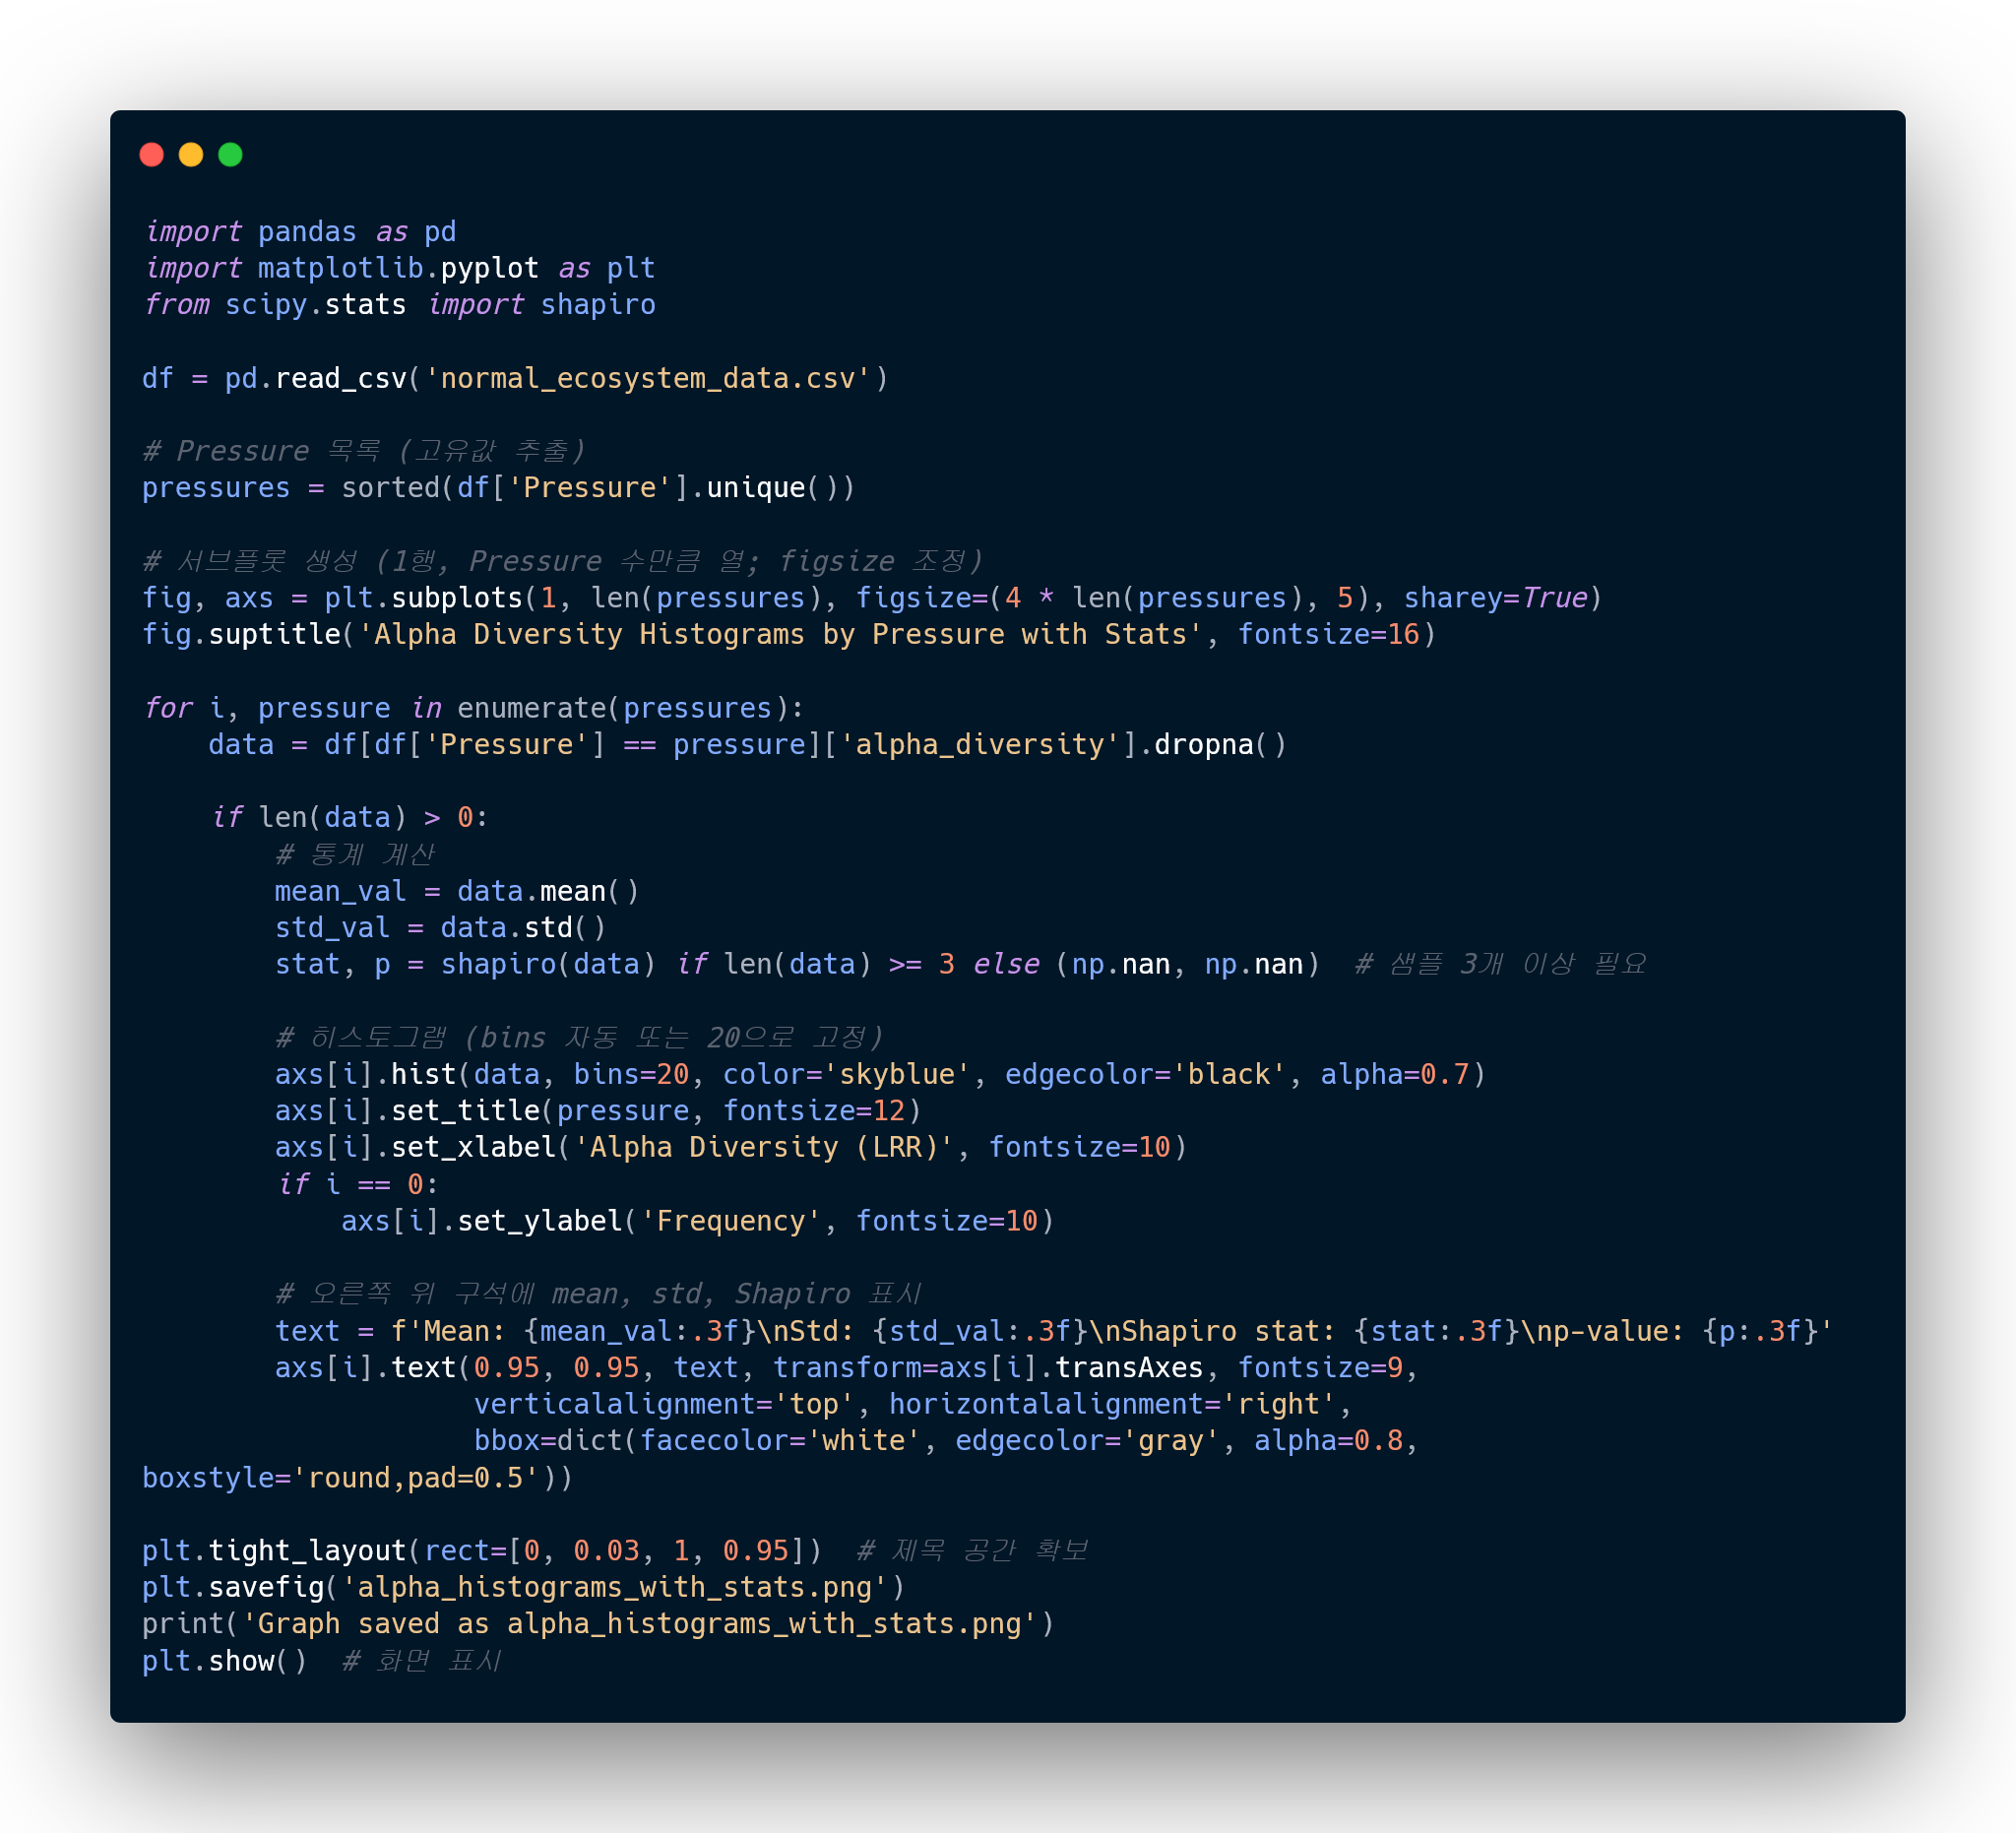 import pandas as pd
import matplotlib.pyplot as plt
from scipy.stats import shapiro

df = pd.read_csv('normal_ecosystem_data.csv')

# Pressure 목록 (고유값 추출)
pressures = sorted(df['Pressure'].unique())

# 서브플롯 생성 (1행, Pressure 수만큼 열; figsize 조정)
fig, axs = plt.subplots(1, len(pressures), figsize=(4 * len(pressures), 5), sharey=True)
fig.suptitle('Alpha Diversity Histograms by Pressure with Stats', fontsize=16)

for i, pressure in enumerate(pressures):
    data = df[df['Pressure'] == pressure]['alpha_diversity'].dropna()

    if len(data) > 0:
        # 통계 계산
        mean_val = data.mean()
        std_val = data.std()
        stat, p = shapiro(data) if len(data) >= 3 else (np.nan, np.nan)  # 샘플 3개 이상 필요

        # 히스토그램 (bins 자동 또는 20으로 고정)
        axs[i].hist(data, bins=20, color='skyblue', edgecolor='black', alpha=0.7)
        axs[i].set_title(pressure, fontsize=12)
        axs[i].set_xlabel('Alpha Diversity (LRR)', fontsize=10)
        if i == 0:
            axs[i].set_ylabel('Frequency', fontsize=10)

        # 오른쪽 위 구석에 mean, std, Shapiro 표시
        text = f'Mean: {mean_val:.3f}\nStd: {std_val:.3f}\nShapiro stat: {stat:.3f}\np-value: {p:.3f}'
        axs[i].text(0.95, 0.95, text, transform=axs[i].transAxes, fontsize=9,
                    verticalalignment='top', horizontalalignment='right',
                    bbox=dict(facecolor='white', edgecolor='gray', alpha=0.8,
boxstyle='round,pad=0.5'))

plt.tight_layout(rect=[0, 0.03, 1, 0.95])  # 제목 공간 확보
plt.savefig('alpha_histograms_with_stats.png')
print('Graph saved as alpha_histograms_with_stats.png')
plt.show()  # 화면 표시